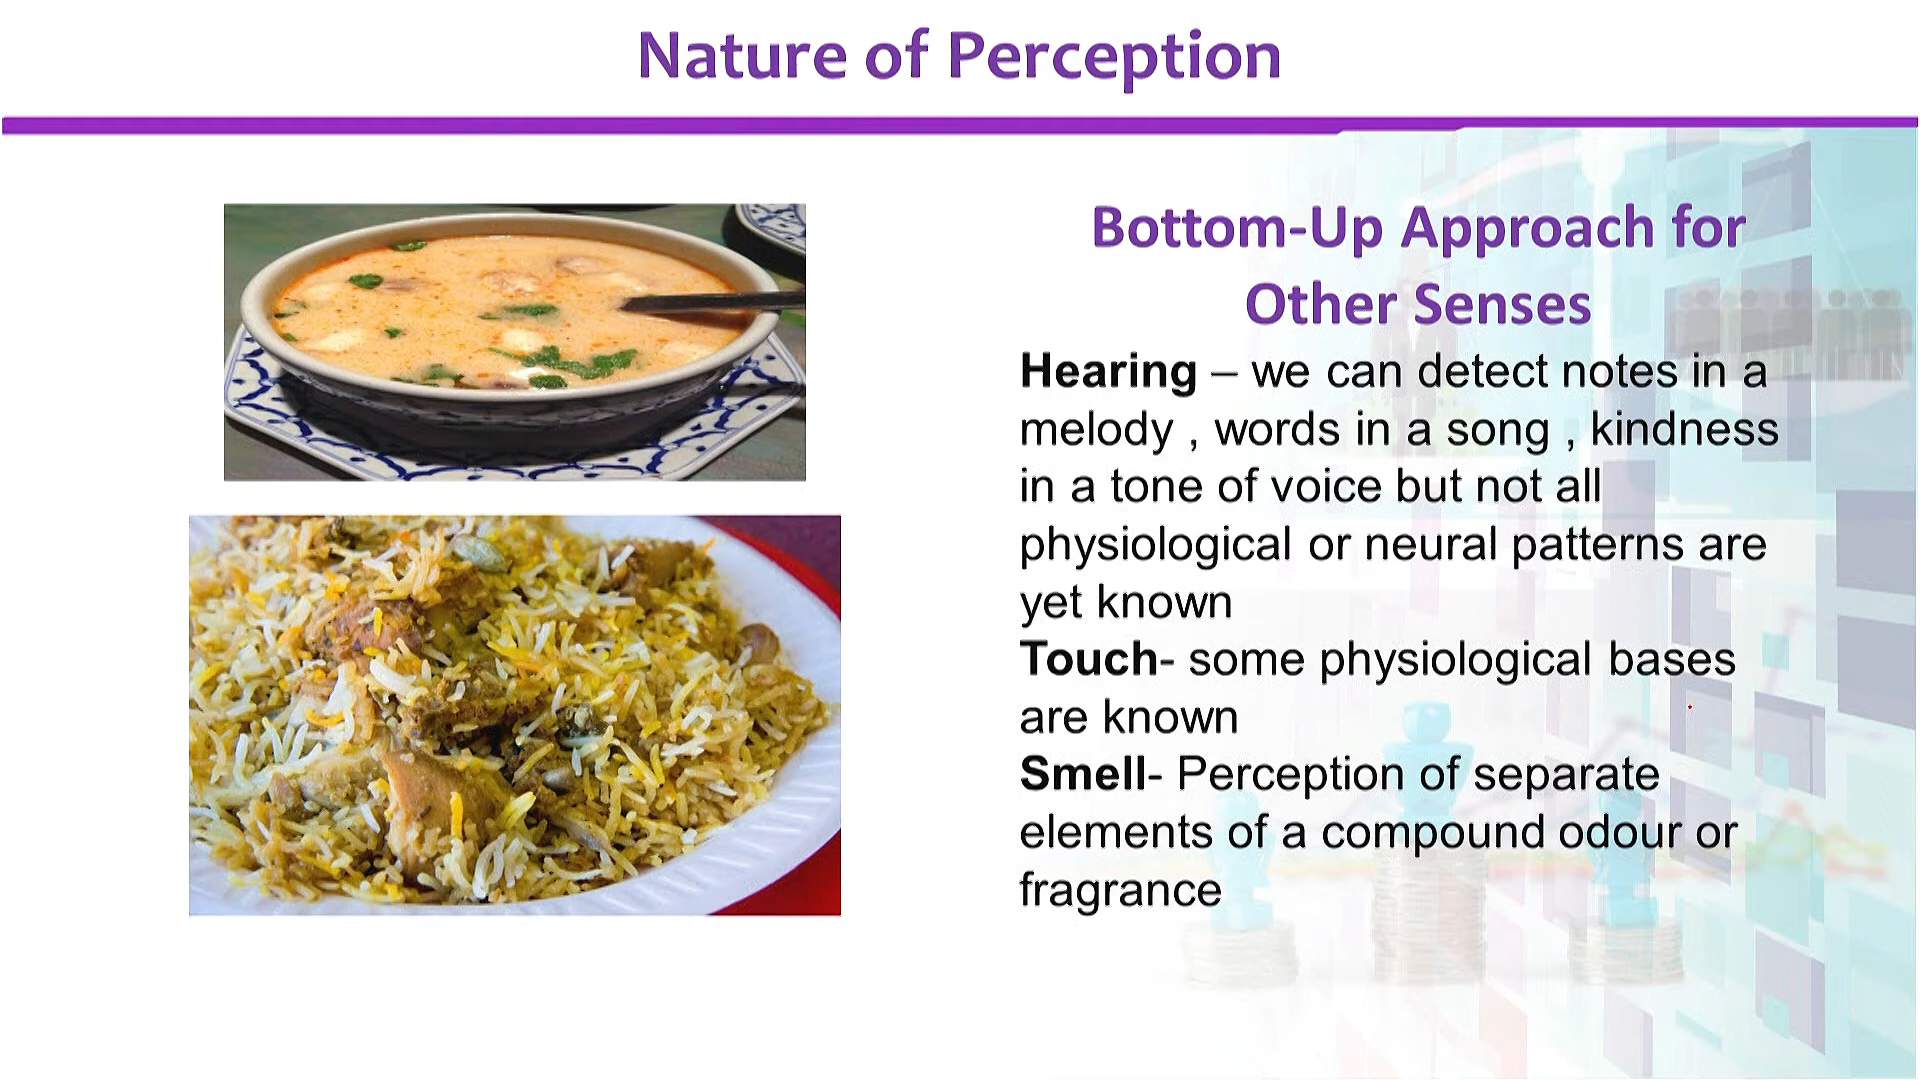 Nature of Perception
Bottom-Up Approach for
Other Senses
Hearing – we can detect notes in a
melody , words in a song , kindness
in a tone of voice but not all
physiological or neural patterns are
yet known
Touch- some physiological bases
are known
Smell- Perception of separate
elements of a compound odour or
fragrance